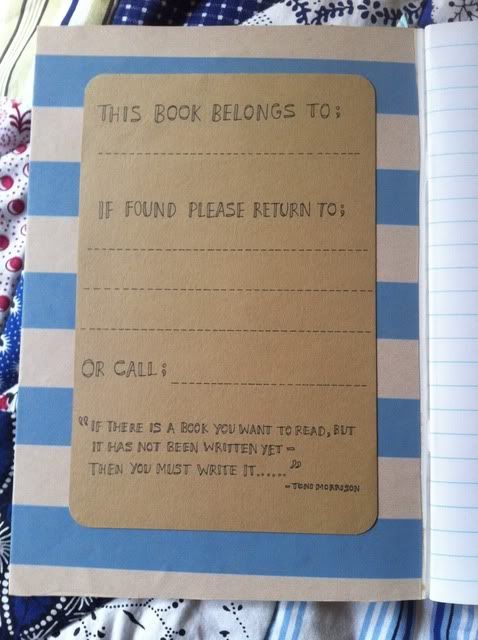 THIS BOOK BELONGS TO;
IF FOUND PLEASE RETURN TO;
OR CALL;
"IF THERE IS A BOOK YOU WANT TO READ, BUT
IT HAS NOT BEEN WRITTEN YET -
THEN YOU MUST WRITE IT......"
-TONI MORRISON